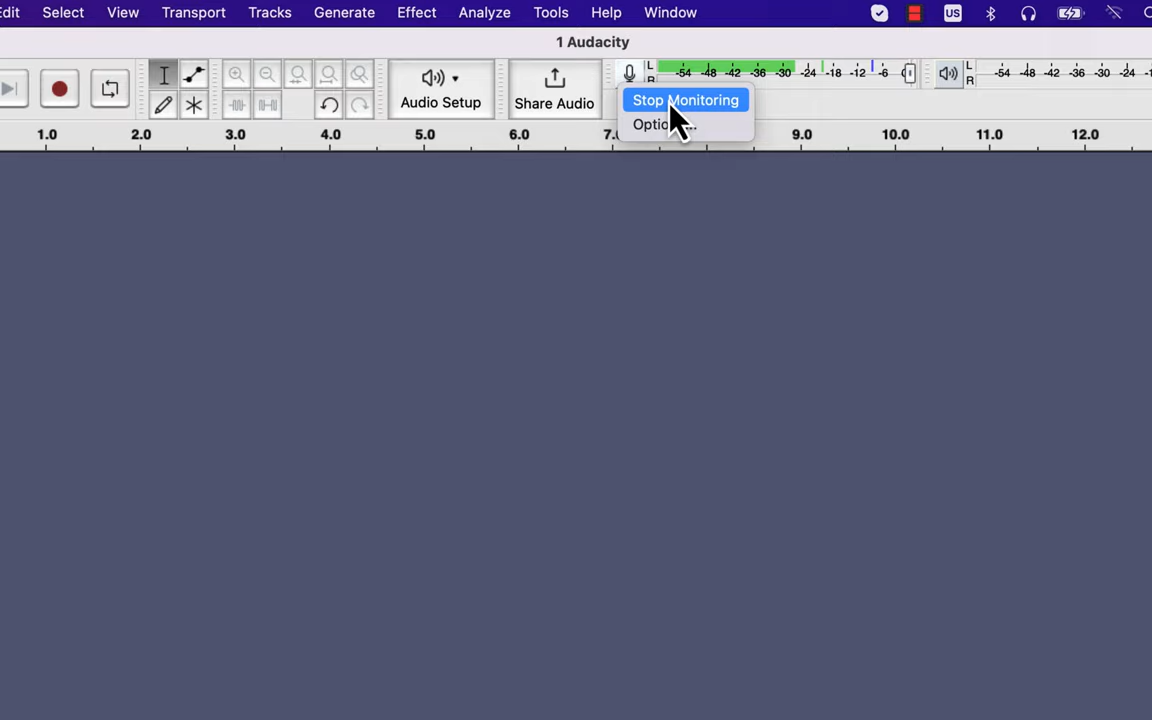 Select View Transport Tracks Generate Effect Analyze Tools Help Window US
1 Audacity
L -54 -48 -42 -36 -30 -24 -18 -12 -6 L -54 -48 -42 -36 -30 -24
R R
Audio Setup Share Audio
Stop Monitoring
1.0 2.0 3.0 4.0 5.0 6.0 9.0 10.0 11.0 12.0